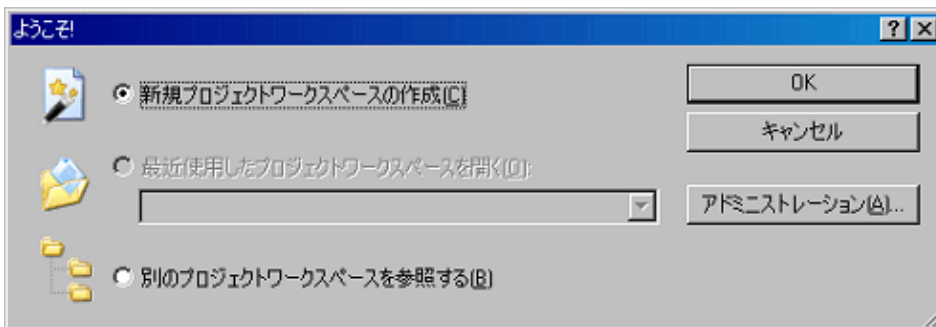 ようこそ!
新規プロジェクトワークスペースの作成(C)
OK
キャンセル
最近使用したプロジェクトワークスペースを開く(O):
アドミニストレーション(A)...
別のプロジェクトワークスペースを参照する(B)